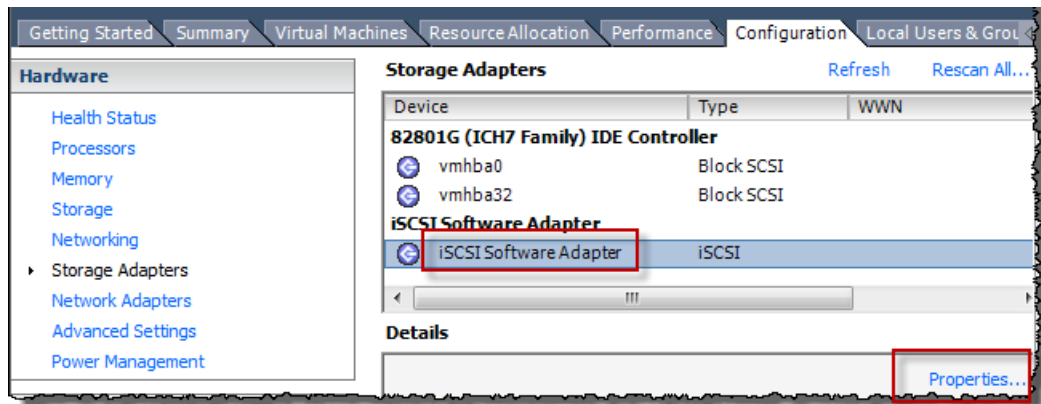 Getting Started Summary Virtual Machines Resource Allocation Performance Configuration Local Users & Grou
Hardware
Health Status
Processors
Memory
Storage
Networking
Storage Adapters
Network Adapters
Advanced Settings
Power Management
Storage Adapters Refresh Rescan All...
Device Type WWN
82801G (ICH7 Family) IDE Controller
vmhba0 Block SCSI
vmhba32 Block SCSI
iSCSI Software Adapter
iSCSI Software Adapter iSCSI
Details
Properties...